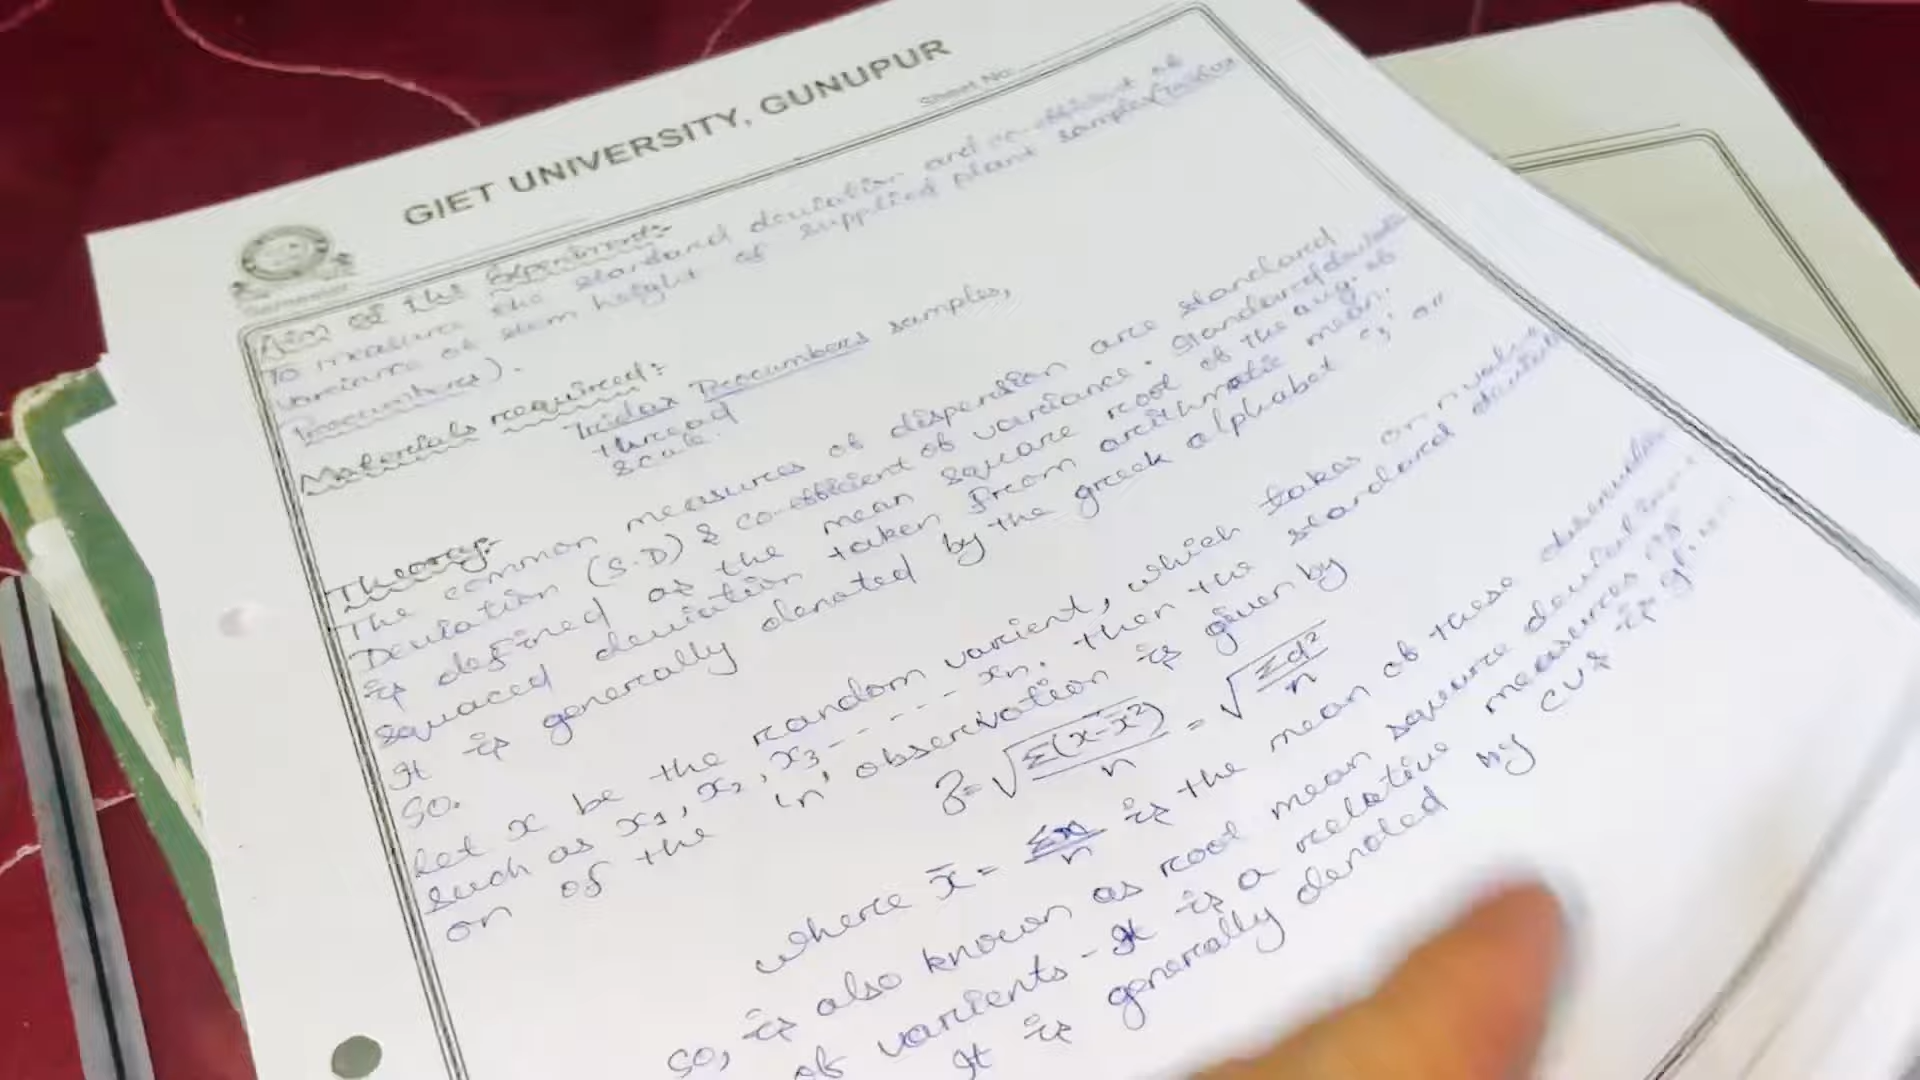 GIET UNIVERSITY, GUNUPUR
Sheet No.
Aim of the Experiment:-
To measure the standard deviation and co-efficient of
variance of stem height of supplied plant samples (Tridax
Procumbens).
Materials required:-
Tridax Procumbens samples,
thread
scale.
Theory:-
The common measures of dispersion are standard
Deviation (S.D) & co-efficient of variance. Standard deviation
is defined as the mean square root of the avg. of
squared deviation taken from arithmatic mean.
It is generally denoted by the greek alphabet
SO.
Let x be the random varient, which takes on n values
such as x1, x2, x3------ xn. then the standard deviation
on of the 'n' observation is given by
= √Σ(x-x̄²)/n = √Σd²/n
where x̄ = Σx/n is the mean of these observation
SO, is also known as root mean square deviation
of varients - It is a relative measures
It is generally denoted by CV &